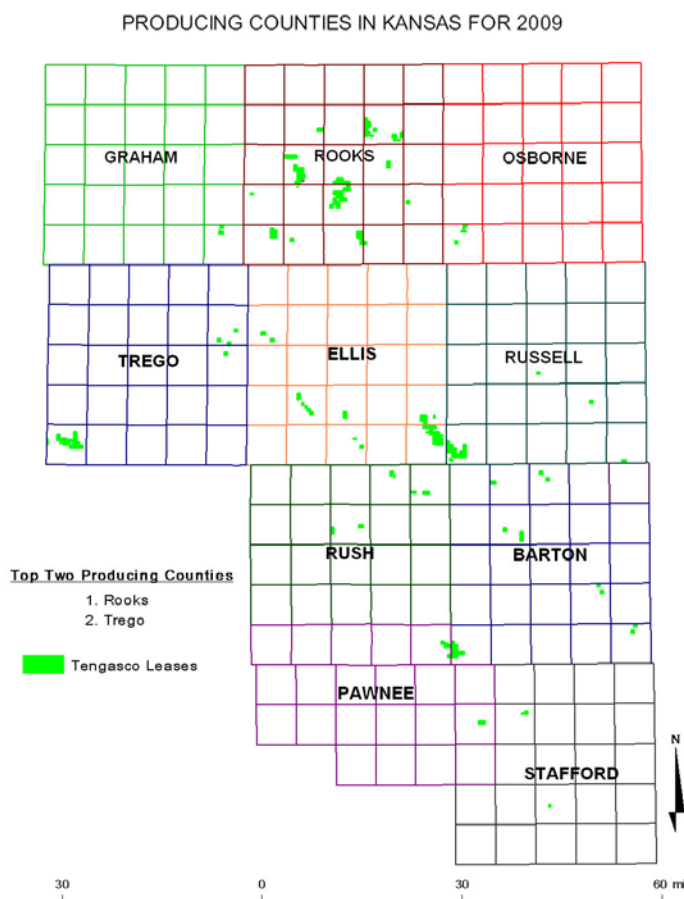 PRODUCING COUNTIES IN KANSAS FOR 2009
GRAHAM
ROOKS
OSBORNE
TREGO
ELLIS
RUSSELL
RUSH
BARTON
Top Two Producing Counties
1. Rooks
2. Trego
Tengasco Leases
PAWNEE
N
STAFFORD
30
0
30
60 mi